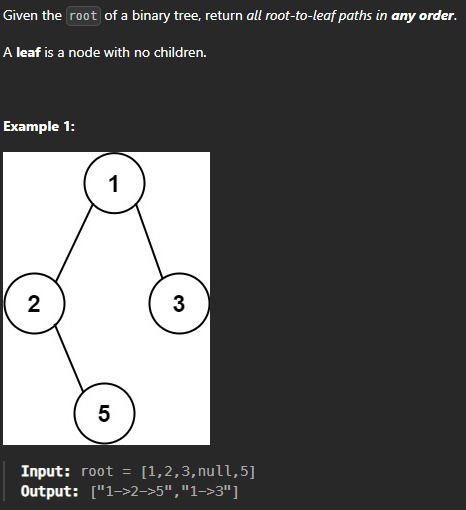 Given the root of a binary tree, return all root-to-leaf paths in any order.
A leaf is a node with no children.
Example 1:
1
2
3
5
Input: root = [1,2,3,null,5]
Output: ["1->2->5","1->3"]